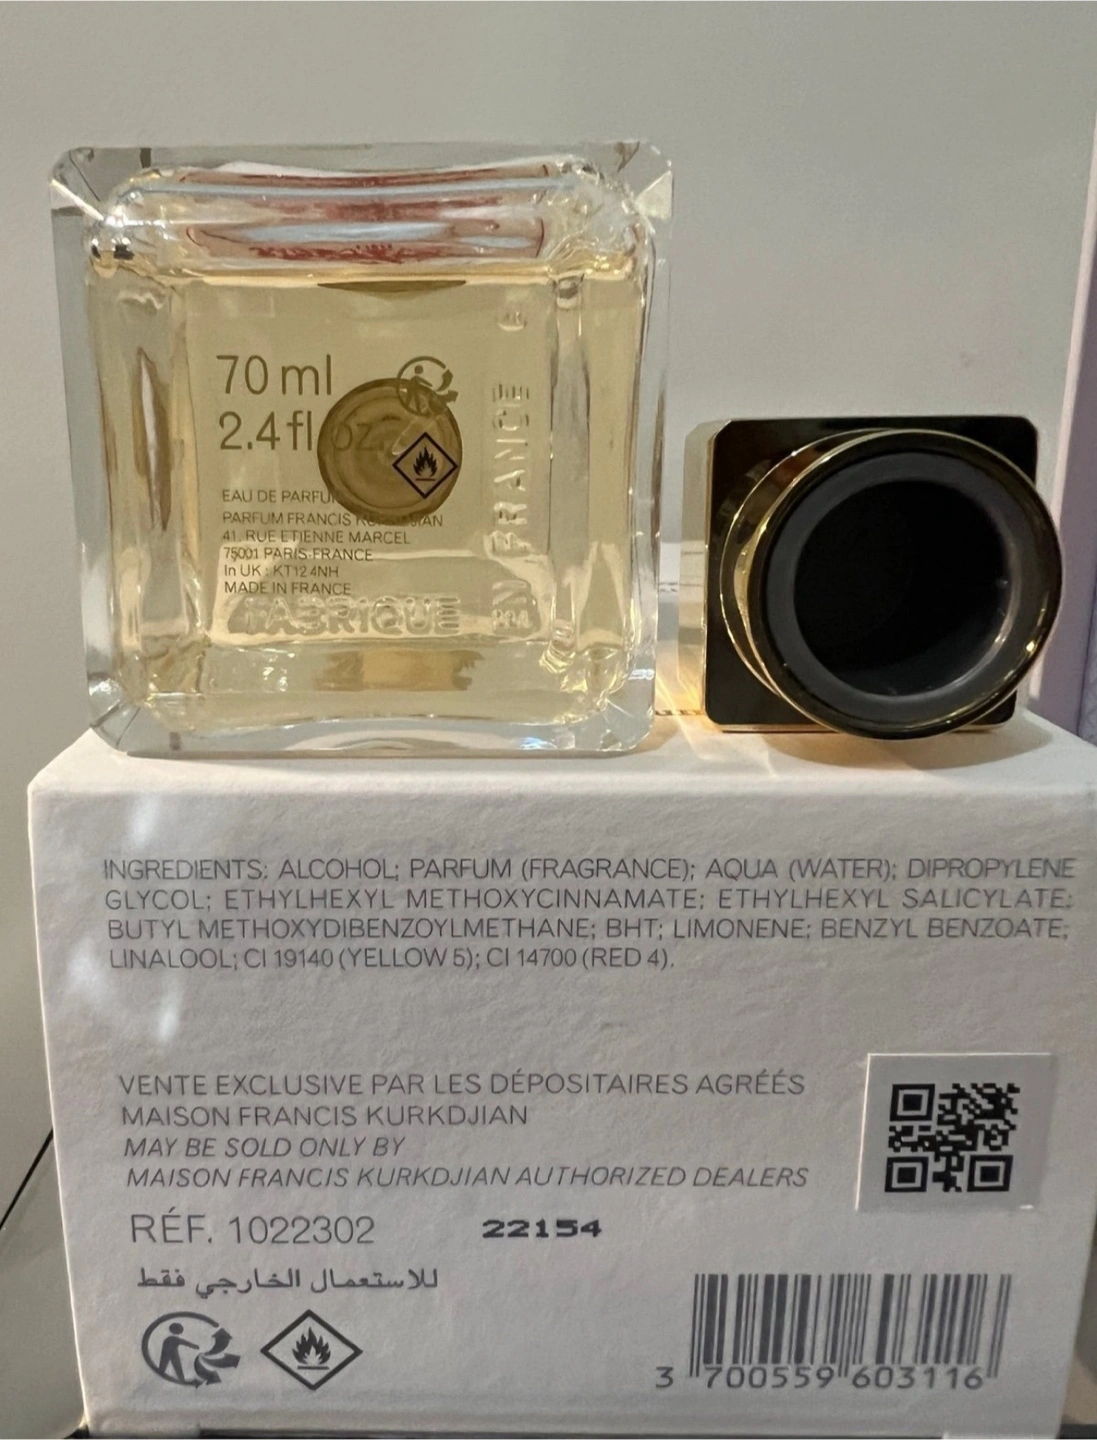 70 ml
2.4 fl oz
EAU DE PARFUM
PARFUM FRANCIS KURKDJIAN
41, RUE ETIENNE MARCEL
75001 PARIS-FRANCE
In UK : KT12 4NH
MADE IN FRANCE
FABRIQUÉ
EN FRANCE
INGREDIENTS: ALCOHOL; PARFUM (FRAGRANCE); AQUA (WATER); DIPROPYLENE
GLYCOL; ETHYLHEXYL METHOXYCINNAMATE; ETHYLHEXYL SALICYLATE;
BUTYL METHOXYDIBENZOYLMETHANE; BHT; LIMONENE; BENZYL BENZOATE;
LINALOOL; CI 19140 (YELLOW 5); CI 14700 (RED 4).
VENTE EXCLUSIVE PAR LES DÉPOSITAIRES AGRÉÉS
MAISON FRANCIS KURKDJIAN
MAY BE SOLD ONLY BY
MAISON FRANCIS KURKDJIAN AUTHORIZED DEALERS
RÉF. 1022302 22154
للاستعمال الخارجي فقط
3 700559 603116